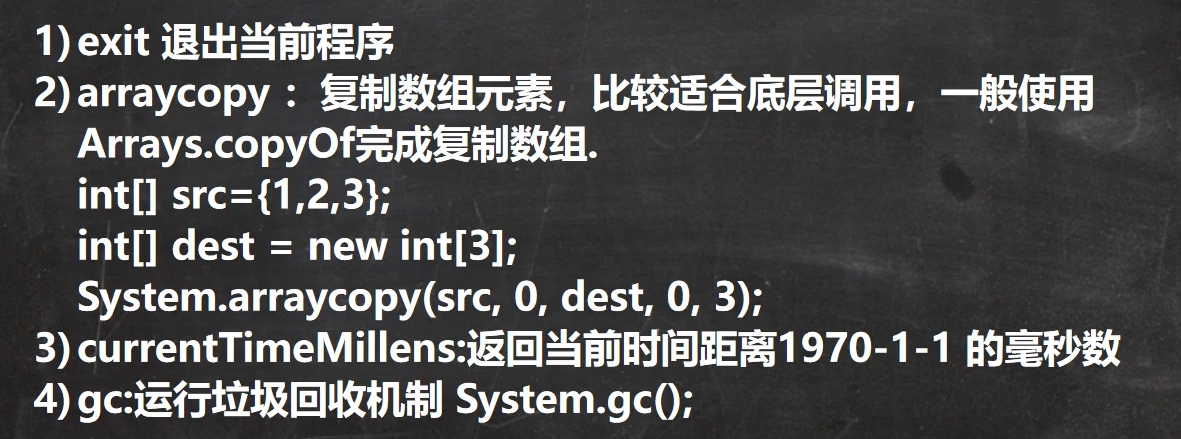 1) exit 退出当前程序
2) arraycopy ：复制数组元素，比较适合底层调用，一般使用
Arrays.copyOf完成复制数组.
int[] src={1,2,3};
int[] dest = new int[3];
System.arraycopy(src, 0, dest, 0, 3);
3) currentTimeMillens:返回当前时间距离1970-1-1 的毫秒数
4) gc:运行垃圾回收机制 System.gc();